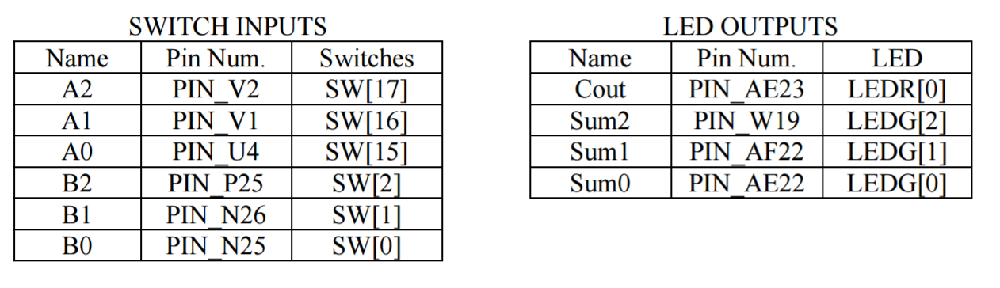 SWITCH INPUTS
Name Pin Num. Switches
A2 PIN_V2 SW[17]
A1 PIN_V1 SW[16]
A0 PIN_U4 SW[15]
B2 PIN_P25 SW[2]
B1 PIN_N26 SW[1]
B0 PIN_N25 SW[0]
LED OUTPUTS
Name Pin Num. LED
Cout PIN_AE23 LEDR[0]
Sum2 PIN_W19 LEDG[2]
Sum1 PIN_AF22 LEDG[1]
Sum0 PIN_AE22 LEDG[0]